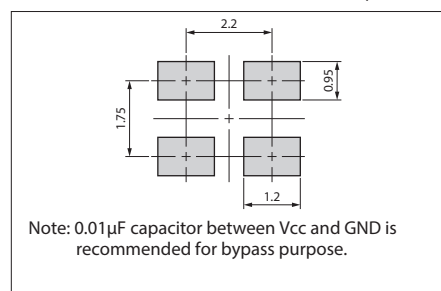 2.2
0.95
1.75
1.2
Note: 0.01µF capacitor between Vcc and GND is
recommended for bypass purpose.